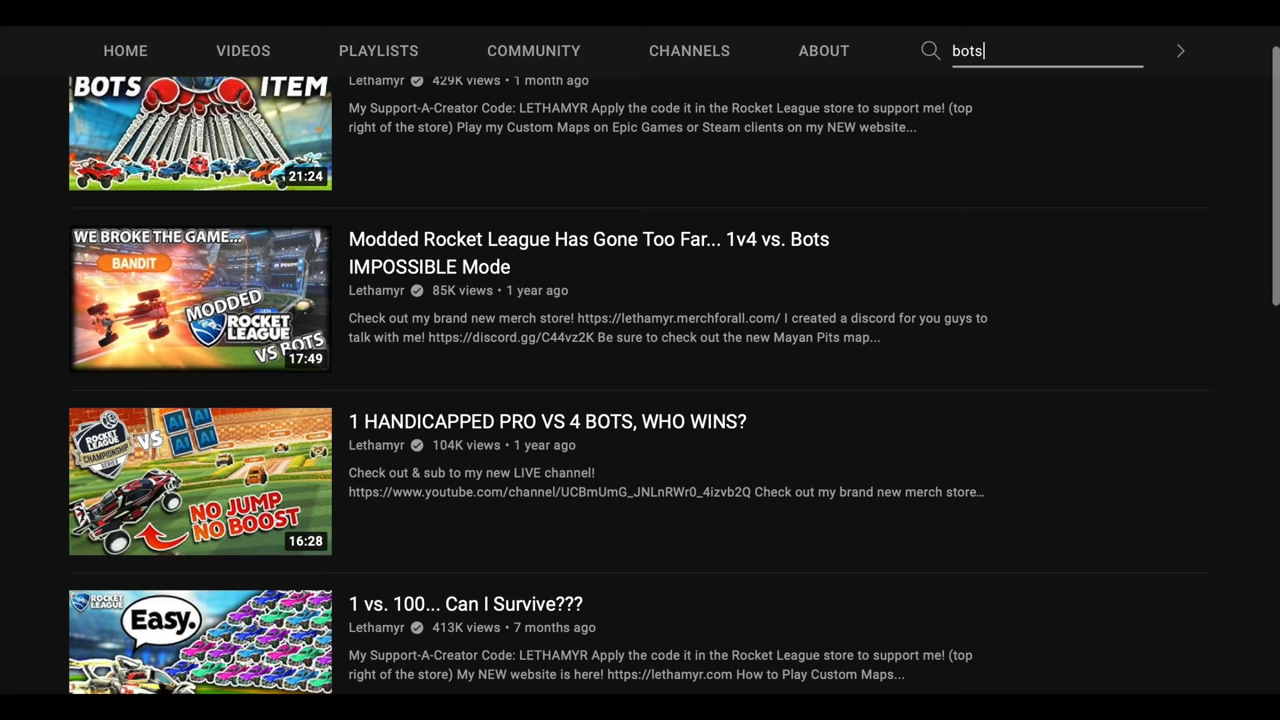 HOME VIDEOS PLAYLISTS COMMUNITY CHANNELS ABOUT bots
BOTS ITEM
21:24
Lethamyr 429K views • 1 month ago
My Support-A-Creator Code: LETHAMYR Apply the code it in the Rocket League store to support me! (top
right of the store) Play my Custom Maps on Epic Games or Steam clients on my NEW website...
WE BROKE THE GAME...
BANDIT
MODDED
ROCKET
LEAGUE
VS BOTS
17:49
Modded Rocket League Has Gone Too Far... 1v4 vs. Bots
IMPOSSIBLE Mode
Lethamyr 85K views • 1 year ago
Check out my brand new merch store! https://lethamyr.merchforall.com/ I created a discord for you guys to
talk with me! https://discord.gg/C44vz2K Be sure to check out the new Mayan Pits map...
ROCKET LEAGUE
CHAMPIONSHIP
SERIES
VS
AI AI
AI AI
NO JUMP
NO BOOST
16:28
1 HANDICAPPED PRO VS 4 BOTS, WHO WINS?
Lethamyr 104K views • 1 year ago
Check out & sub to my new LIVE channel!
https://www.youtube.com/channel/UCBmUmG_JNLnRWr0_4izvb2Q Check out my brand new merch store...
ROCKET
LEAGUE
Easy.
1 vs. 100... Can I Survive???
Lethamyr 413K views • 7 months ago
My Support-A-Creator Code: LETHAMYR Apply the code it in the Rocket League store to support me! (top
right of the store) My NEW website is here! https://lethamyr.com How to Play Custom Maps...